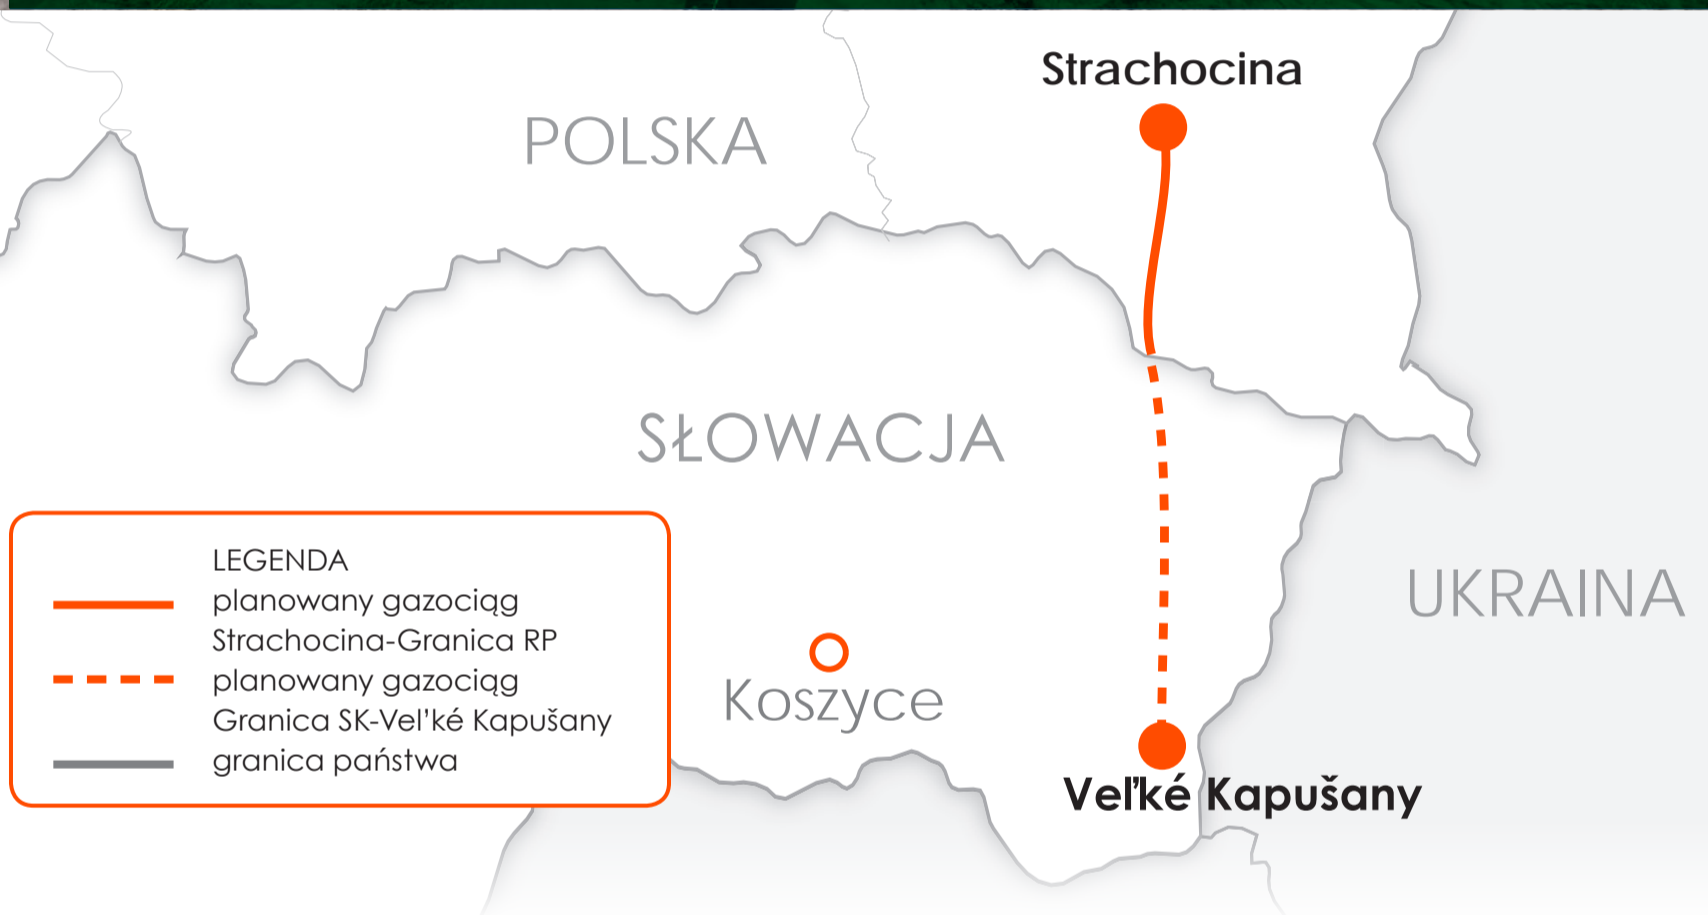 Strachocina
POLSKA
SŁOWACJA
UKRAINA
Koszyce
Veľké Kapušany
LEGENDA
planowany gazociąg
Strachocina-Granica RP
planowany gazociąg
Granica SK-Vel'ké Kapušany
granica państwa